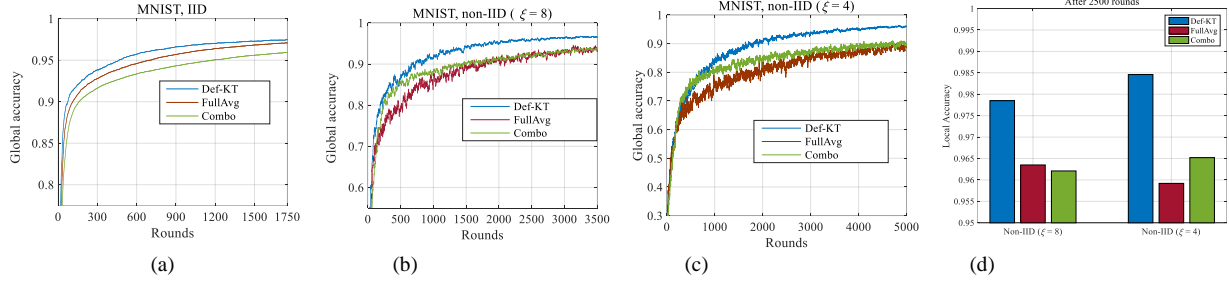 MNIST, IID
Global accuracy
0.95
0.9
0.85
0.8
Def-KT
FullAvg
Combo
0 300 600 900 1200 1500 1750
Rounds
(a)
MNIST, non-IID ( ξ = 8)
Global accuracy
1
0.9
0.8
0.7
0.6
Def-KT
FullAvg
Combo
0 500 1000 1500 2000 2500 3000 3500
Rounds
(b)
MNIST, non-IID (ξ = 4)
Global accuracy
1
0.9
0.8
0.7
0.6
0.5
0.4
0.3
Def-KT
FullAvg
Combo
0 1000 2000 3000 4000 5000
Rounds
(c)
After 2500 rounds
Local Accuracy
1
0.995
0.99
0.985
0.98
0.975
0.97
0.965
0.96
0.955
0.95
Def-KT
FullAvg
Combo
Non-IID (ξ = 8) Non-IID (ξ = 4)
(d)